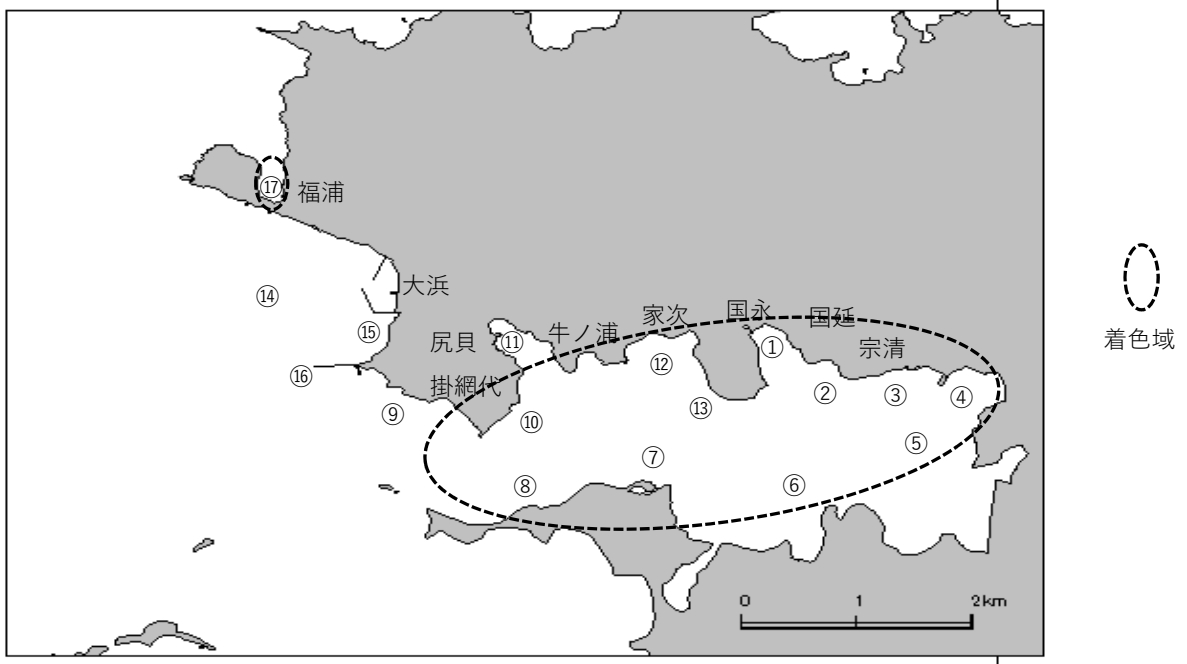 ⑰ 福浦
⑭
大浜
⑮
⑯
⑨
尻貝
掛網代
⑪
牛ノ浦
家次
国永
国延
宗清
⑫
①
②
③
④
⑬
⑩
⑤
⑦
⑧
⑥
着色域
0 1 2km